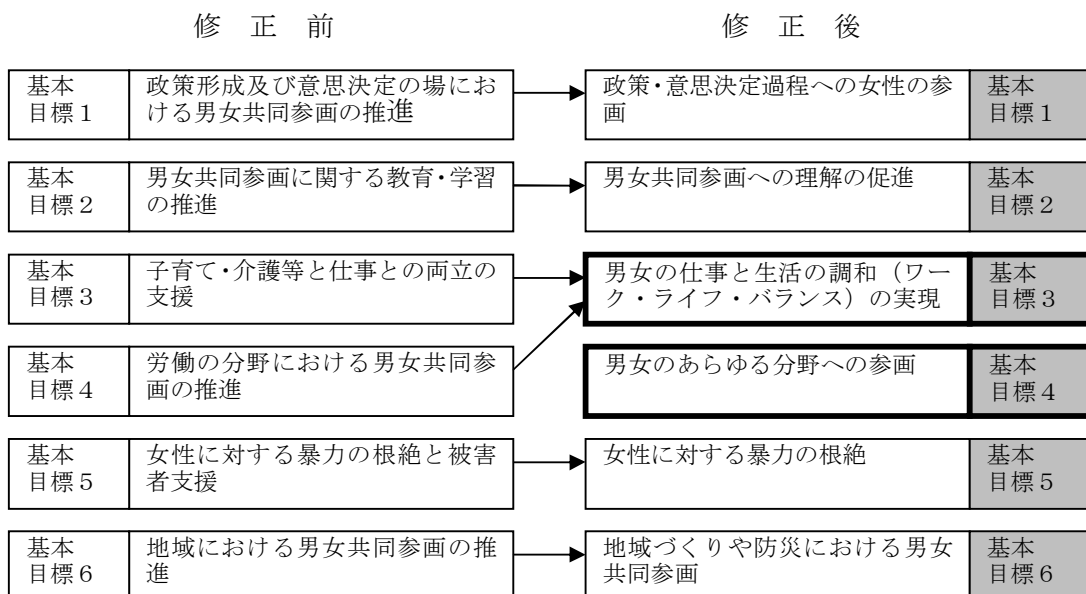 修 正 前
修 正 後
基本
目標１
政策形成及び意思決定の場にお
ける男女共同参画の推進
政策・意思決定過程への女性の参
画
基本
目標１
基本
目標２
男女共同参画に関する教育・学習
の推進
男女共同参画への理解の促進
基本
目標２
基本
目標３
子育て・介護等と仕事との両立の
支援
男女の仕事と生活の調和（ワー
ク・ライフ・バランス）の実現
基本
目標３
基本
目標４
労働の分野における男女共同参
画の推進
男女のあらゆる分野への参画
基本
目標４
基本
目標５
女性に対する暴力の根絶と被害
者支援
女性に対する暴力の根絶
基本
目標５
基本
目標６
地域における男女共同参画の推
進
地域づくりや防災における男女
共同参画
基本
目標６